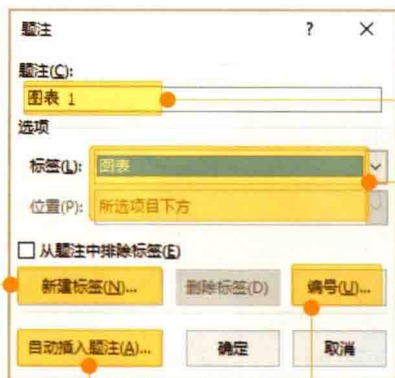 题注 ? ×
题注(C):
图表 1
选项
标签(L): 图表
位置(P): 所选项目下方
从题注中排除标签(E)
新建标签(N)... 删除标签(D) 编号(U)...
自动插入题注(A)... 确定 取消